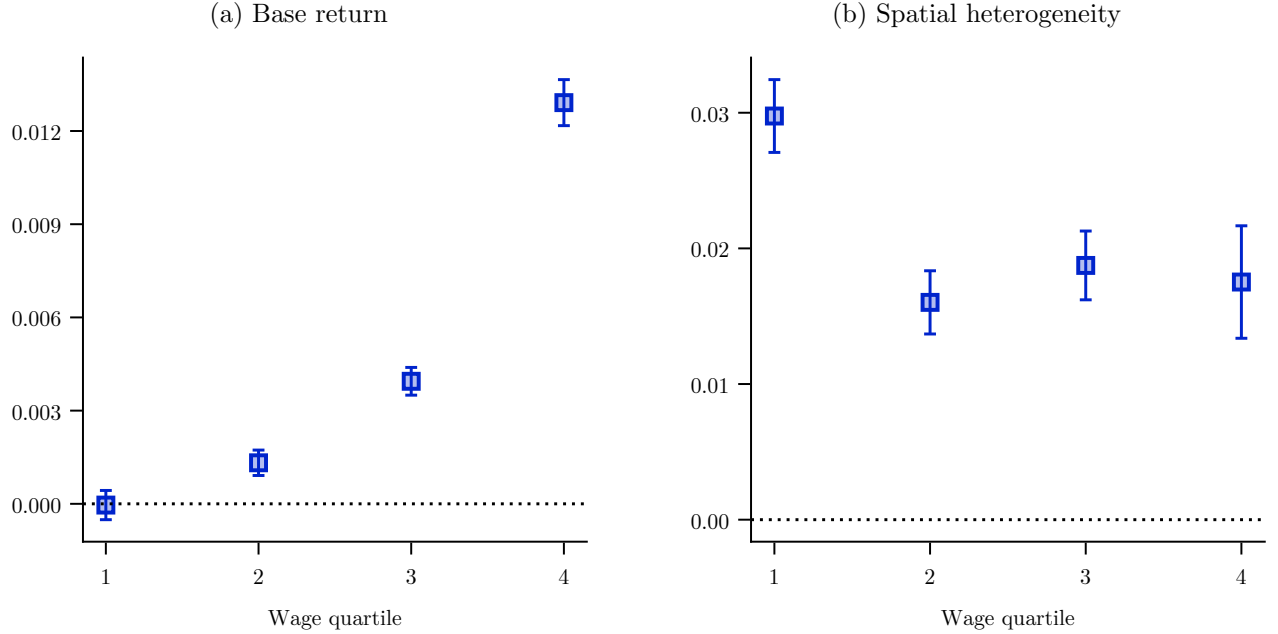 (a) Base return
0.012
0.009
0.006
0.003
0.000
1 2 3 4
Wage quartile
(b) Spatial heterogeneity
0.03
0.02
0.01
0.00
1 2 3 4
Wage quartile